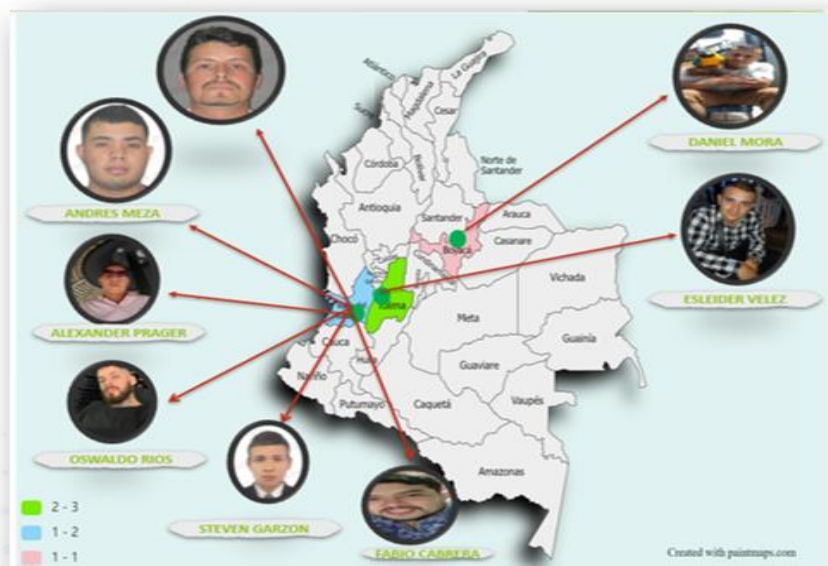 Atlántico
Magdalena
La Guajira
Sucre
Cesar
Córdoba
Bolívar
Norte de
Santander
Antioquia
Santander
Arauca
Chocó
Boyacá
Casanare
Caldas
Vichada
Tolima
Meta
Cauca
Huila
Guainía
Guaviare
Nariño
Vaupés
Putumayo
Caquetá
Amazonas
DANIEL MORA
ANDRES MEZA
ESLEIDER VELEZ
ALEXANDER PRAGER
OSWALDO RIOS
STEVEN GARZON
FABIO CABRERA
2 - 3
1 - 2
1 - 1
Created with paintmaps.com